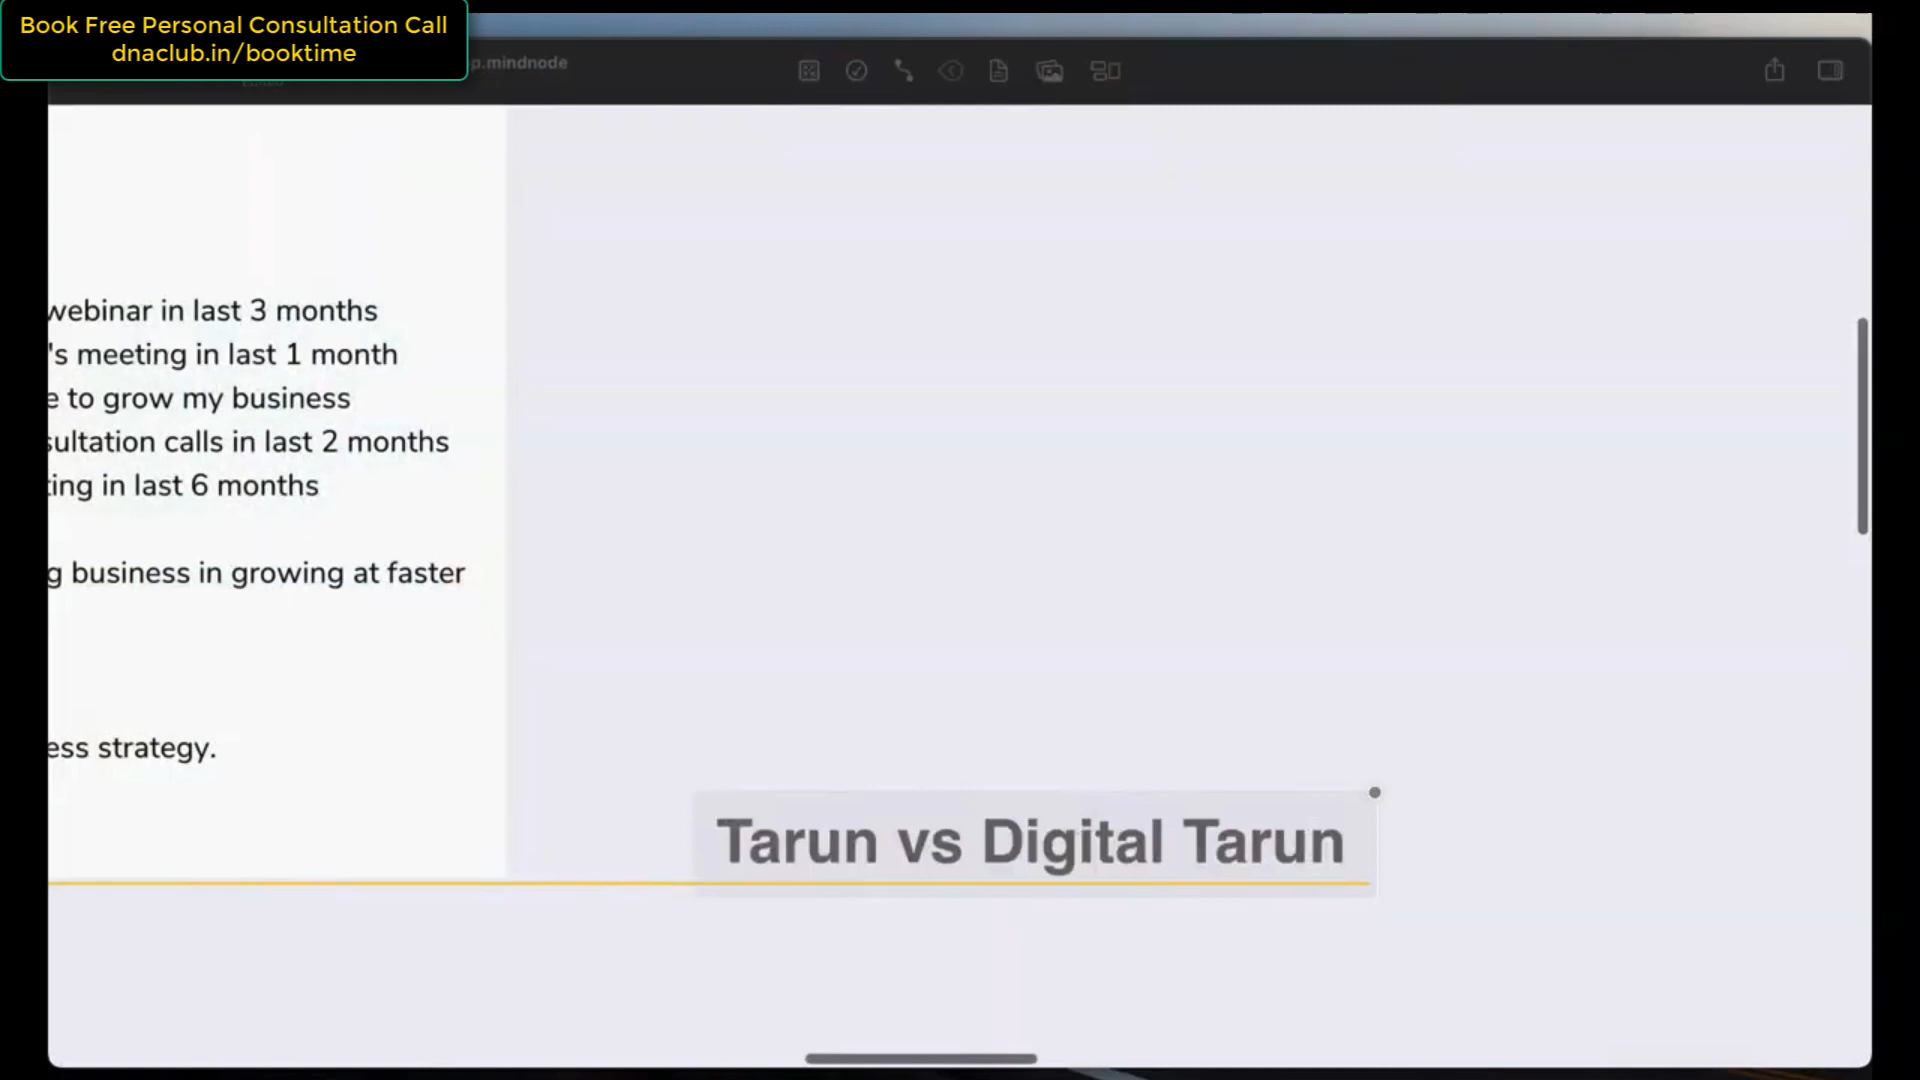 Book Free Personal Consultation Call
dnaclub.in/booktime
p.mindnode
webinar in last 3 months
's meeting in last 1 month
e to grow my business
sultation calls in last 2 months
ting in last 6 months
g business in growing at faster
ess strategy.
Tarun vs Digital Tarun